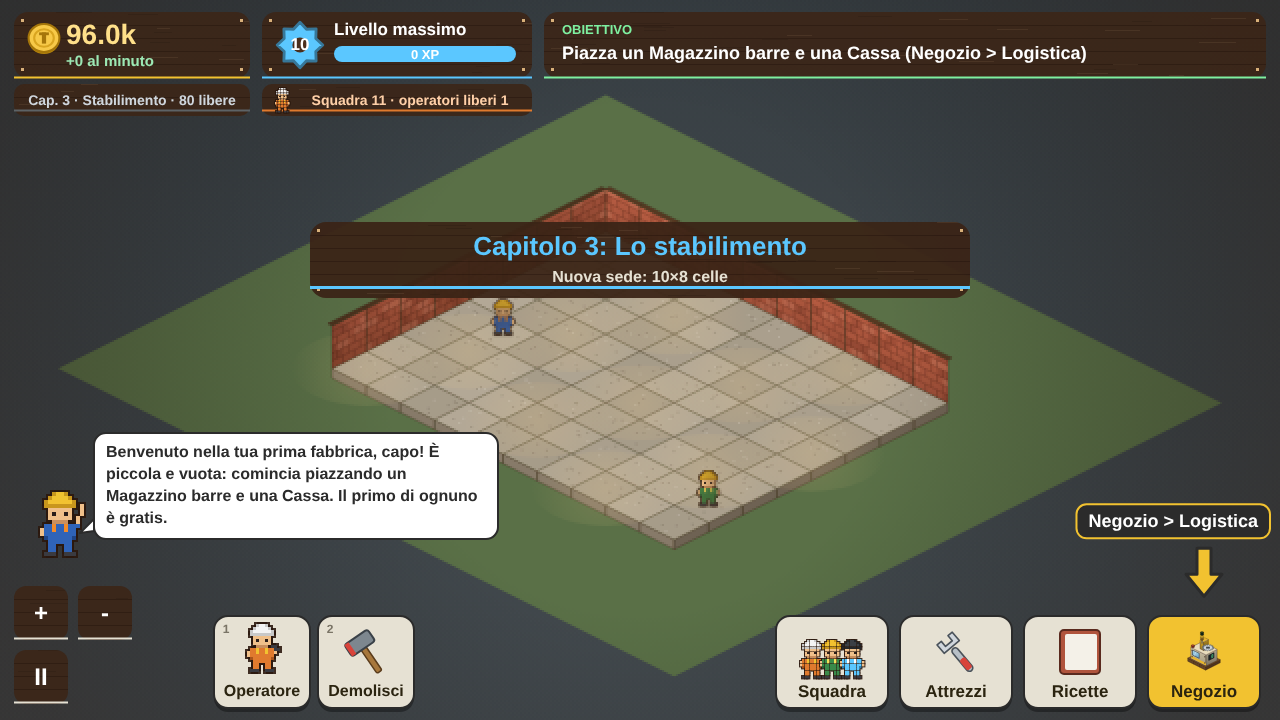 96.0k
+0 al minuto
10
Livello massimo
0 XP
OBIETTIVO
Piazza un Magazzino barre e una Cassa (Negozio > Logistica)
Cap. 3 · Stabilimento · 80 libere
Squadra 11 · operatori liberi 1
Capitolo 3: Lo stabilimento
Nuova sede: 10×8 celle
Benvenuto nella tua prima fabbrica, capo! È
piccola e vuota: comincia piazzando un
Magazzino barre e una Cassa. Il primo di ognuno
è gratis.
Negozio > Logistica
+
-
II
1
Operatore
2
Demolisci
Squadra
Attrezzi
Ricette
Negozio